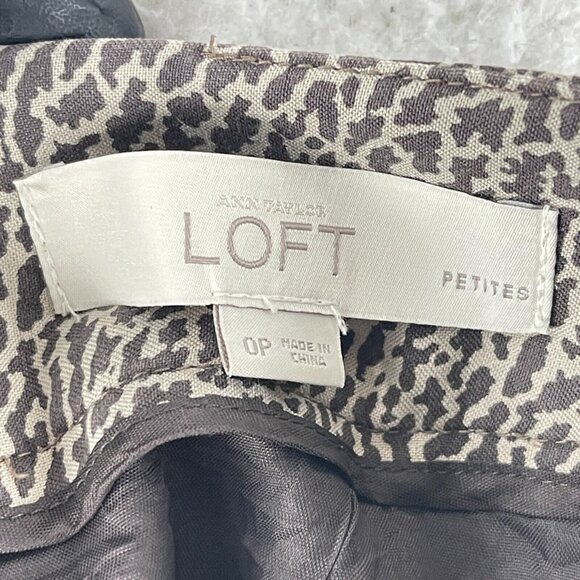 ANN TAYLOR
LOFT
PETITES
0P MADE IN
CHINA